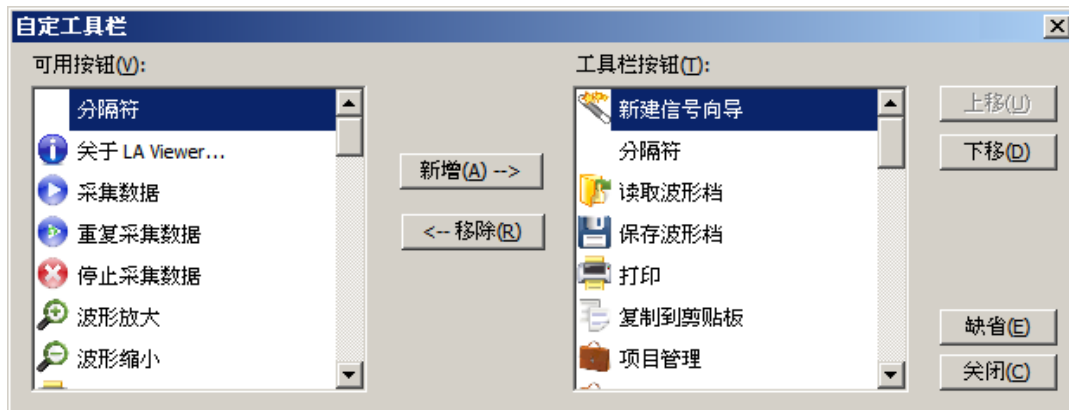 自定工具栏
可用按钮(V):
分隔符
关于 LA Viewer...
采集数据
重复采集数据
停止采集数据
波形放大
波形缩小
新增(A) -->
<-- 移除(R)
工具栏按钮(T):
新建信号向导
分隔符
读取波形档
保存波形档
打印
复制到剪贴板
项目管理
上移(U)
下移(D)
缺省(E)
关闭(C)